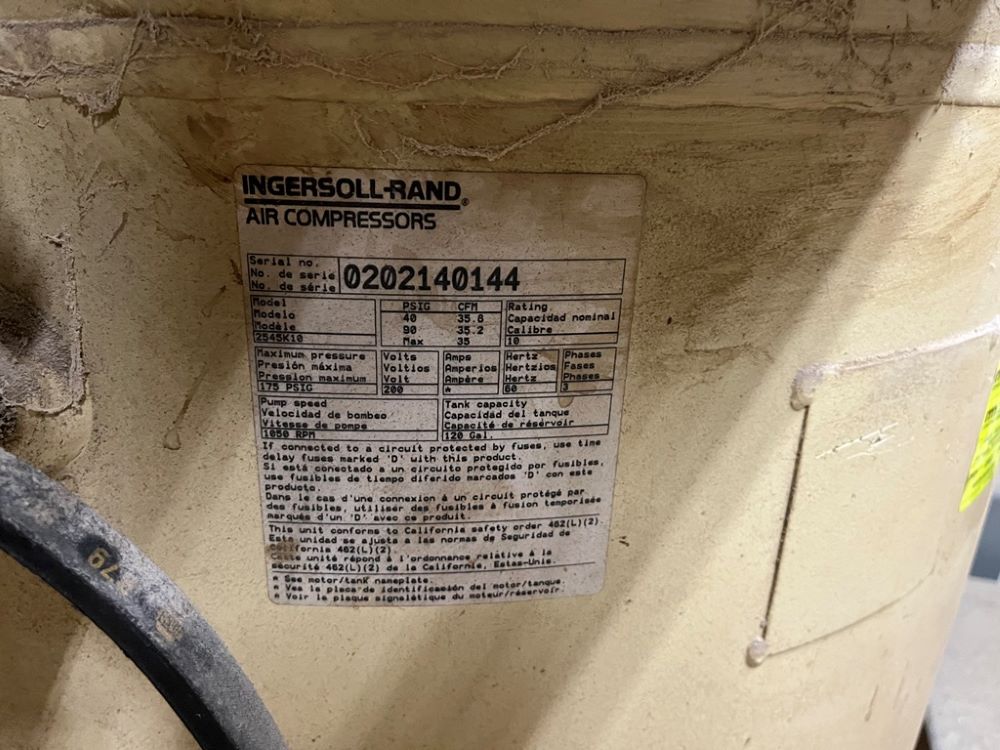 INGERSOLL-RAND®
AIR COMPRESSORS
Serial no.
No. de serie
No. de série
0202140144
Model
Modelo
Modèle
2545K10
PSIG CFM
40 35.8
90 35.2
Max 35
Rating
Capacidad nominal
Calibre
10
Maximum pressure
Presión máxima
Pression maximum
175 PSIG
Volts
Voltios
Volt
200
Amps
Amperios
Ampère
*
Hertz
Hertzios
Hertz
60
Phases
Fases
Phases
3
Pump speed
Velocidad de bombeo
Vitesse de pompe
1050 RPM
Tank capacity
Capacidad del tanque
Capacité de réservoir
120 Gal.
If connected to a circuit protected by fuses, use time
delay fuses marked 'D' with this product.
Si está conectado a un circuito protegido por fusibles,
use fusibles de tiempo diferido marcados 'D' con este
producto.
Dans le cas d'une connexion à un circuit protégé par
des fusibles, utiliser des fusibles à fusion temporisée
marqués d'un 'D' avec ce produit.
This unit conforms to California safety order 462(L)(2).
Esta unidad se ajusta a las normas de Seguridad de
California 462(L)(2).
Cette unité répond à l'ordonnance relative à la
sécurité 462(L)(2) de la Californie, Estas-Unis.
* See motor/tank nameplate.
* Vea la placa de identificación del motor/tanque.
* Voir la plaque signalétique du moteur/réservoir.
79